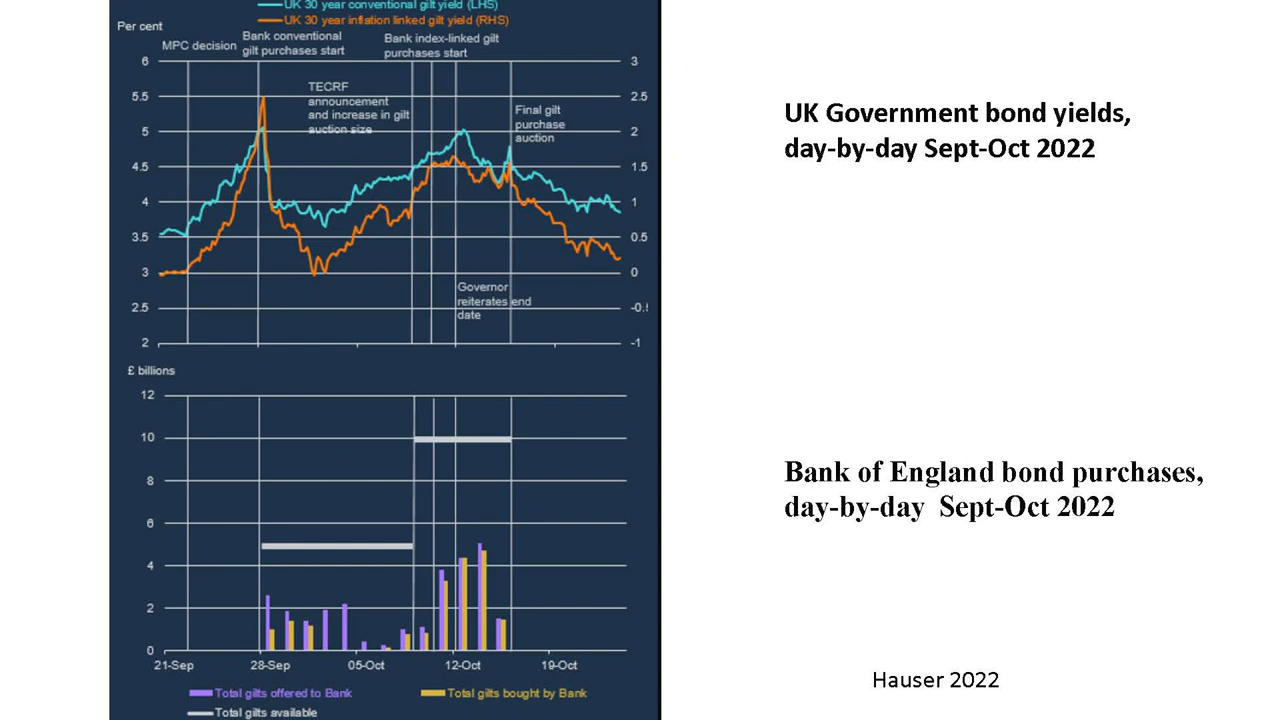 UK 30 year conventional gilt yield (LHS)
UK 30 year inflation linked gilt yield (RHS)
Per cent
MPC decision
Bank conventional
gilt purchases start
Bank index-linked gilt
purchases start
6
3
5.5
2.5
5
2
4.5
1.5
4
1
3.5
0.5
3
0
2.5
-0.5
2
-1
TECRF
announcement
and increase in gilt
auction size
Final gilt
purchase
auction
Governor
reiterates end
date
UK Government bond yields,
day-by-day Sept-Oct 2022
£ billions
12
10
8
6
4
2
0
21-Sep 28-Sep 05-Oct 12-Oct 19-Oct
Total gilts offered to Bank
Total gilts bought by Bank
Total gilts available
Bank of England bond purchases,
day-by-day Sept-Oct 2022
Hauser 2022